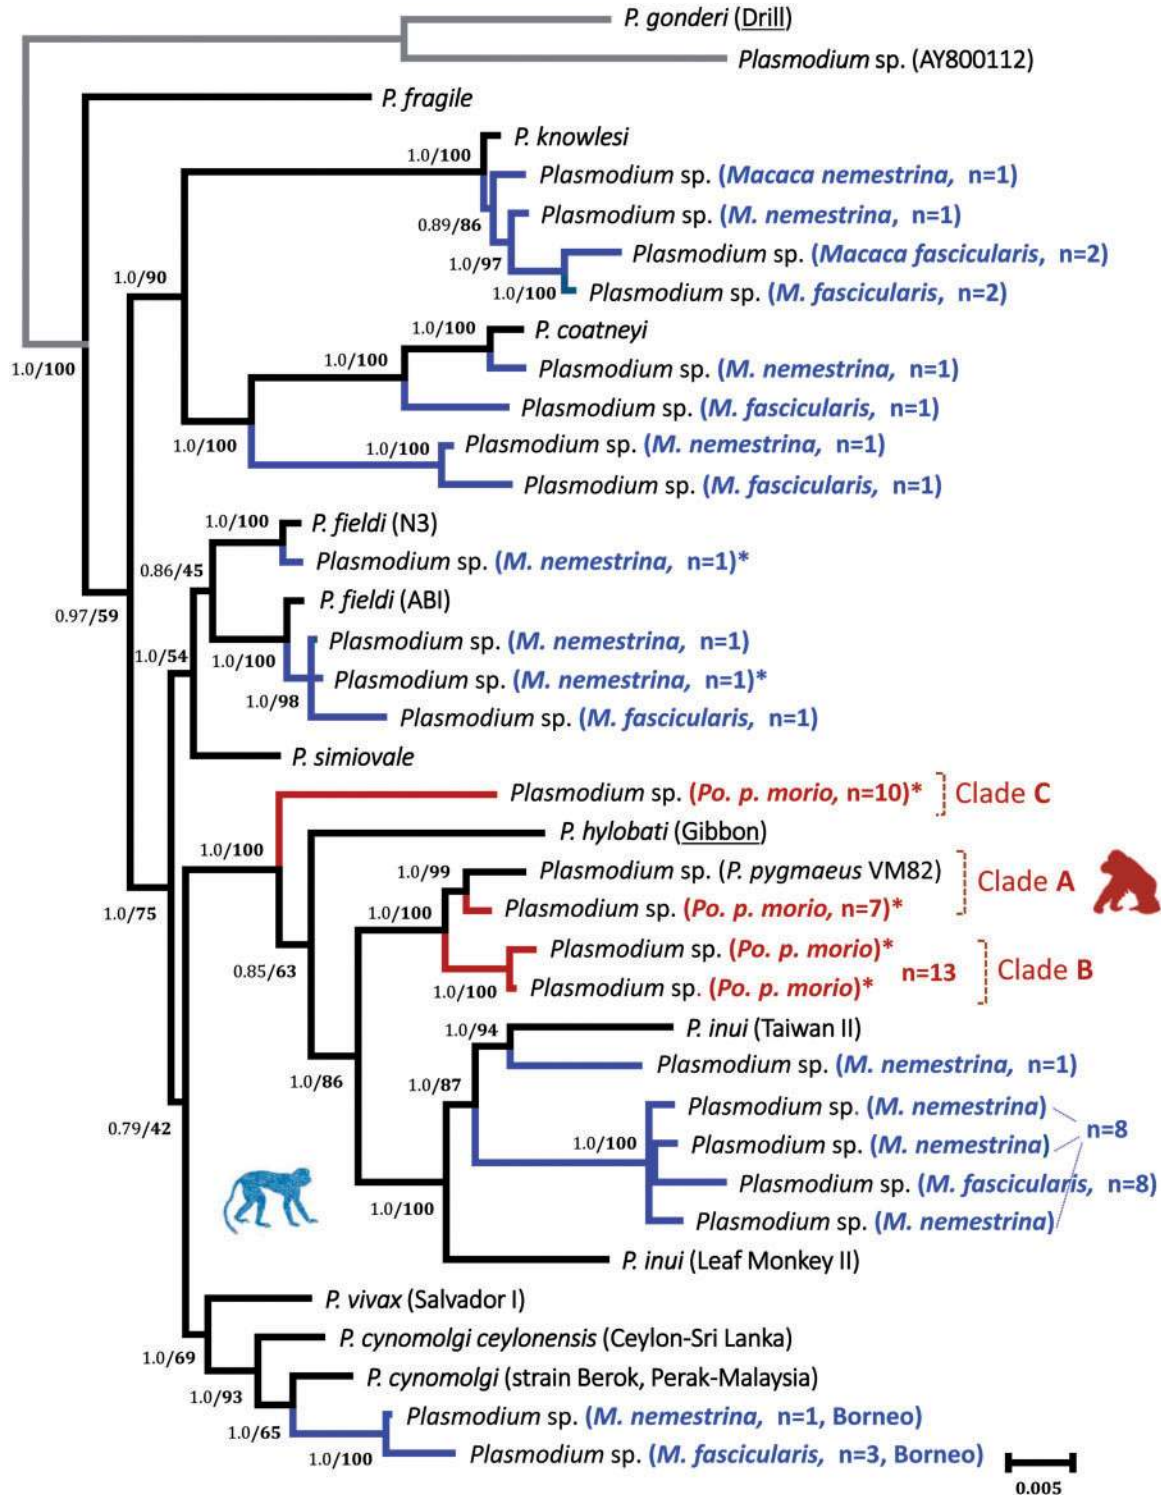 P. gonderi (Drill)
Plasmodium sp. (AY800112)
P. fragile
P. knowlesi
1.0/100
Plasmodium sp. (Macaca nemestrina, n=1)
Plasmodium sp. (M. nemestrina, n=1)
0.89/86
Plasmodium sp. (Macaca fascicularis, n=2)
1.0/97
1.0/90
1.0/100 Plasmodium sp. (M. fascicularis, n=2)
1.0/100 P. coatneyi
1.0/100
1.0/100
Plasmodium sp. (M. nemestrina, n=1)
Plasmodium sp. (M. fascicularis, n=1)
1.0/100 1.0/100 Plasmodium sp. (M. nemestrina, n=1)
Plasmodium sp. (M. fascicularis, n=1)
1.0/100 P. fieldi (N3)
Plasmodium sp. (M. nemestrina, n=1)*
0.86/45
P. fieldi (ABI)
0.97/59
Plasmodium sp. (M. nemestrina, n=1)
1.0/54 1.0/100
Plasmodium sp. (M. nemestrina, n=1)*
1.0/98
Plasmodium sp. (M. fascicularis, n=1)
P. simiovale
Plasmodium sp. (Po. p. morio, n=10)* Clade C
P. hylobati (Gibbon)
1.0/100
1.0/99 Plasmodium sp. (P. pygmaeus VM82)
Clade A
1.0/75 1.0/100 Plasmodium sp. (Po. p. morio, n=7)*
Plasmodium sp. (Po. p. morio)*
0.85/63 n=13 Clade B
1.0/100 Plasmodium sp. (Po. p. morio)*
1.0/94 P. inui (Taiwan II)
Plasmodium sp. (M. nemestrina, n=1)
1.0/86 1.0/87
Plasmodium sp. (M. nemestrina)
0.79/42 n=8
1.0/100 Plasmodium sp. (M. nemestrina)
Plasmodium sp. (M. fascicularis, n=8)
1.0/100 Plasmodium sp. (M. nemestrina)
P. inui (Leaf Monkey II)
P. vivax (Salvador I)
P. cynomolgi ceylonensis (Ceylon-Sri Lanka)
1.0/69
P. cynomolgi (strain Berok, Perak-Malaysia)
1.0/93
Plasmodium sp. (M. nemestrina, n=1, Borneo)
1.0/65
1.0/100 Plasmodium sp. (M. fascicularis, n=3, Borneo)
0.005